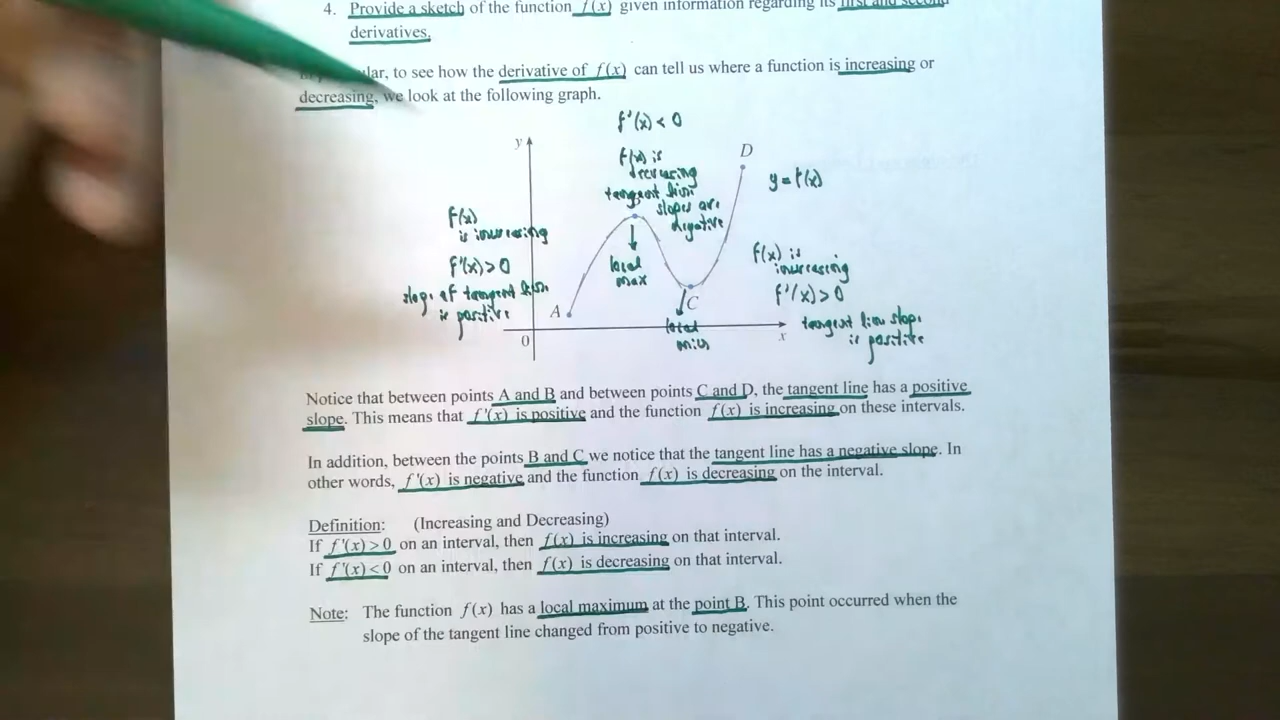 4. Provide a sketch of the function f(x) given information regarding its first and second
derivatives.
lar, to see how the derivative of f(x) can tell us where a function is increasing or
decreasing, we look at the following graph.
f'(x) < 0
y
f(x) is
decreasing
tangent line
slopes are
negative
D
y = f(x)
f(x)
is increasing
f'(x) > 0
slope of tangent line
is positive
local
max
f(x) is
increasing
f'(x) > 0
tangent line slope
is positive
A
C
local
min
0
x
Notice that between points A and B and between points C and D, the tangent line has a positive
slope. This means that f'(x) is positive and the function f(x) is increasing on these intervals.
In addition, between the points B and C we notice that the tangent line has a negative slope. In
other words, f'(x) is negative and the function f(x) is decreasing on the interval.
Definition: (Increasing and Decreasing)
If f'(x) > 0 on an interval, then f(x) is increasing on that interval.
If f'(x) < 0 on an interval, then f(x) is decreasing on that interval.
Note: The function f(x) has a local maximum at the point B. This point occurred when the
slope of the tangent line changed from positive to negative.